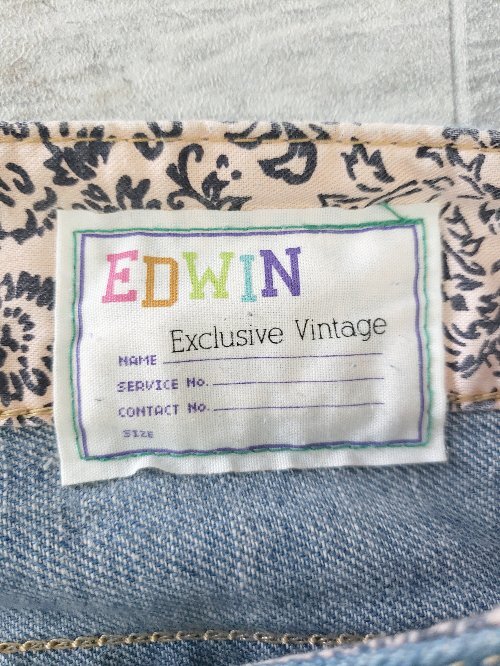 EDWIN
Exclusive Vintage
NAME
SERVICE No.
CONTACT No.
SIZE